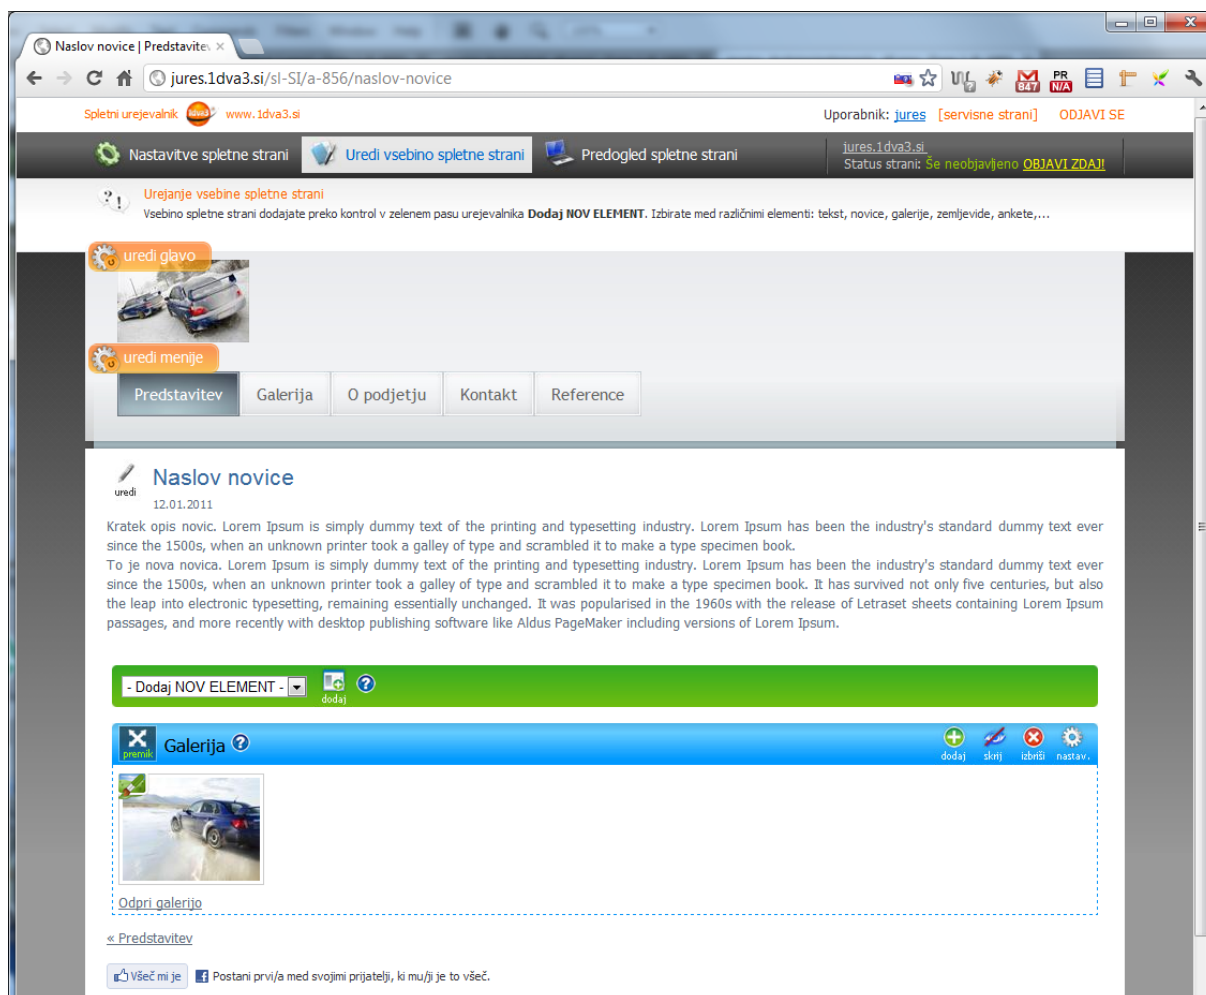 Naslov novice | Predstavitev
jures.1dva3.si/sl-SI/a-856/naslov-novice
847
PR
N/A
Spletni urejevalnik 1dva3 www.1dva3.si
Uporabnik: jures [servisne strani] ODJAVI SE
Nastavitve spletne strani Uredi vsebino spletne strani Predogled spletne strani
jures.1dva3.si
Status strani: Še neobjavljeno OBJAVI ZDAJ!
Urejanje vsebine spletne strani
Vsebino spletne strani dodajate preko kontrol v zelenem pasu urejevalnika Dodaj NOV ELEMENT. Izbirate med različnimi elementi: tekst, novice, galerije, zemljevide, ankete,...
uredi glavo
uredi menije
Predstavitev Galerija O podjetju Kontakt Reference
uredi
Naslov novice
12.01.2011
Kratek opis novic. Lorem Ipsum is simply dummy text of the printing and typesetting industry. Lorem Ipsum has been the industry's standard dummy text ever
since the 1500s, when an unknown printer took a galley of type and scrambled it to make a type specimen book.
To je nova novica. Lorem Ipsum is simply dummy text of the printing and typesetting industry. Lorem Ipsum has been the industry's standard dummy text ever
since the 1500s, when an unknown printer took a galley of type and scrambled it to make a type specimen book. It has survived not only five centuries, but also
the leap into electronic typesetting, remaining essentially unchanged. It was popularised in the 1960s with the release of Letraset sheets containing Lorem Ipsum
passages, and more recently with desktop publishing software like Aldus PageMaker including versions of Lorem Ipsum.
- Dodaj NOV ELEMENT -
dodaj
premik
Galerija
dodaj skrij izbriši nastav.
Odpri galerijo
« Predstavitev
Všeč mi je
Postani prvi/a med svojimi prijatelji, ki mu/ji je to všeč.